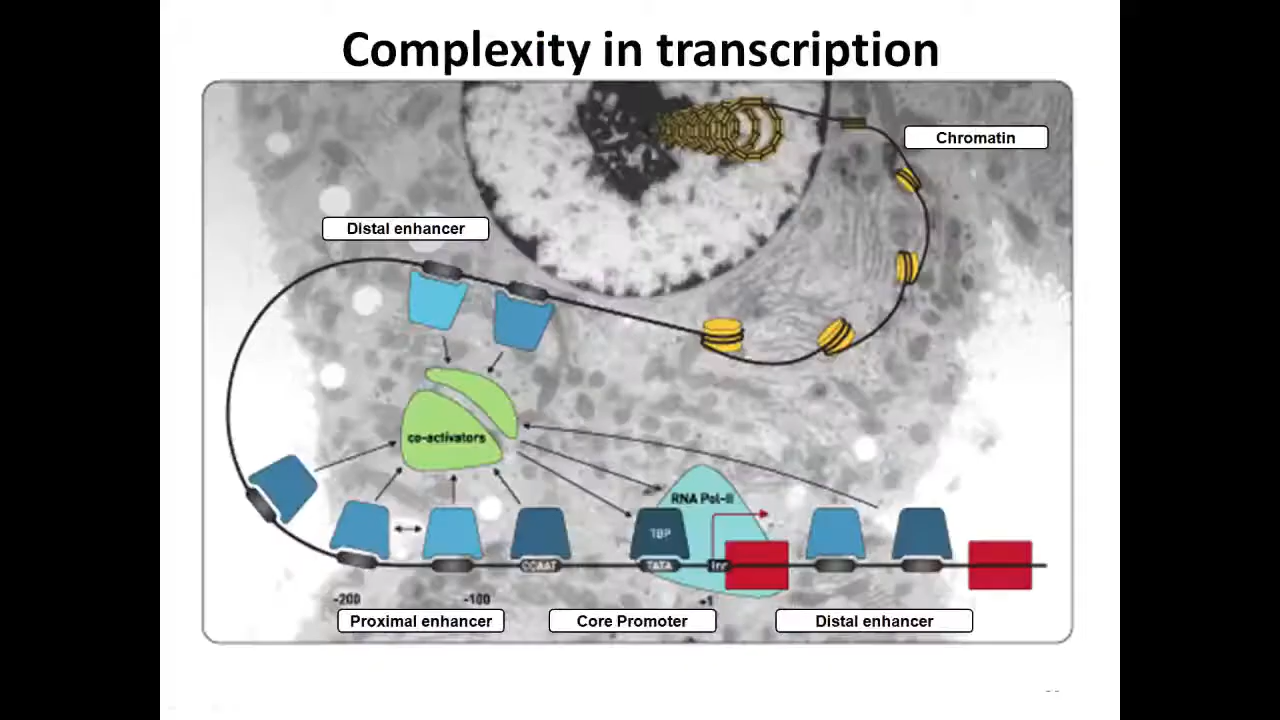 Complexity in transcription
Chromatin
Distal enhancer
co-activators
RNA Pol-II
TBP
CCAAT
TATA
Inr
-200
-100
+1
Proximal enhancer
Core Promoter
Distal enhancer